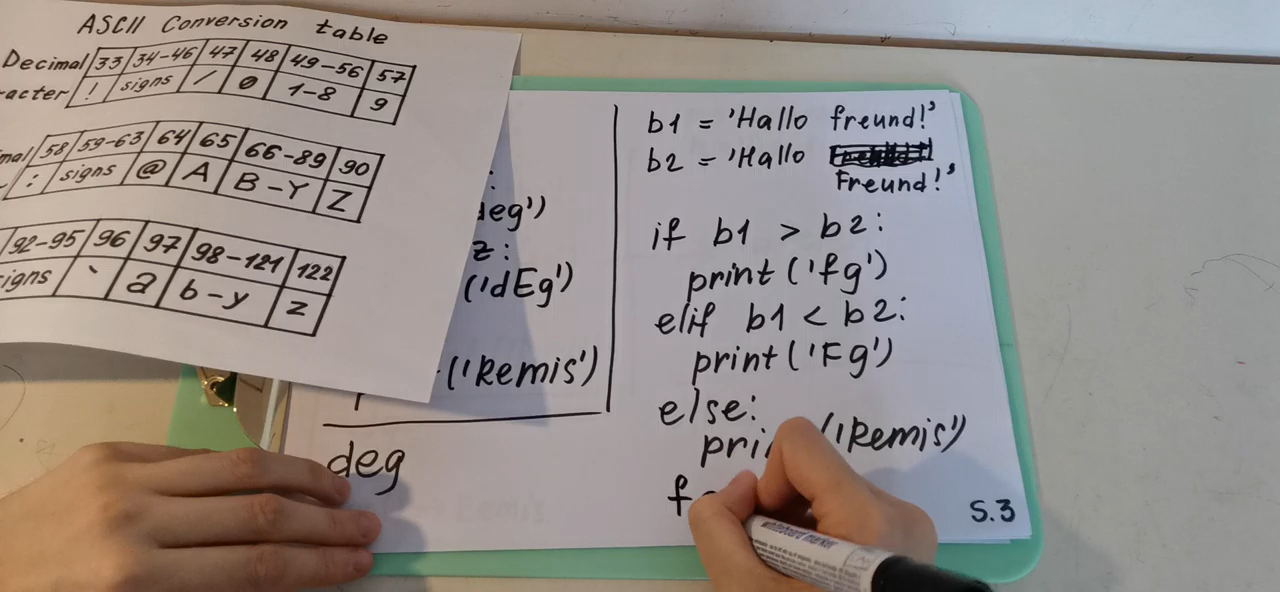 ASCII Conversion table
Decimal 33 34-46 47 48 49-56 57
acter ! signs / 0 1-8 9
mal 58 59-63 64 65 66-89 90
: signs @ A B-Y Z
92-95 96 97 98-121 122
igns ` a b-y z
:
deg')
z:
('dEg')
('Remis')
deg
b1 = 'Hallo freund!'
b2 = 'Hallo
Freund!'
if b1 > b2:
print('fg')
elif b1 < b2:
print('Fg')
else:
pri ('Remis')
f
S.3
whiteboard marker